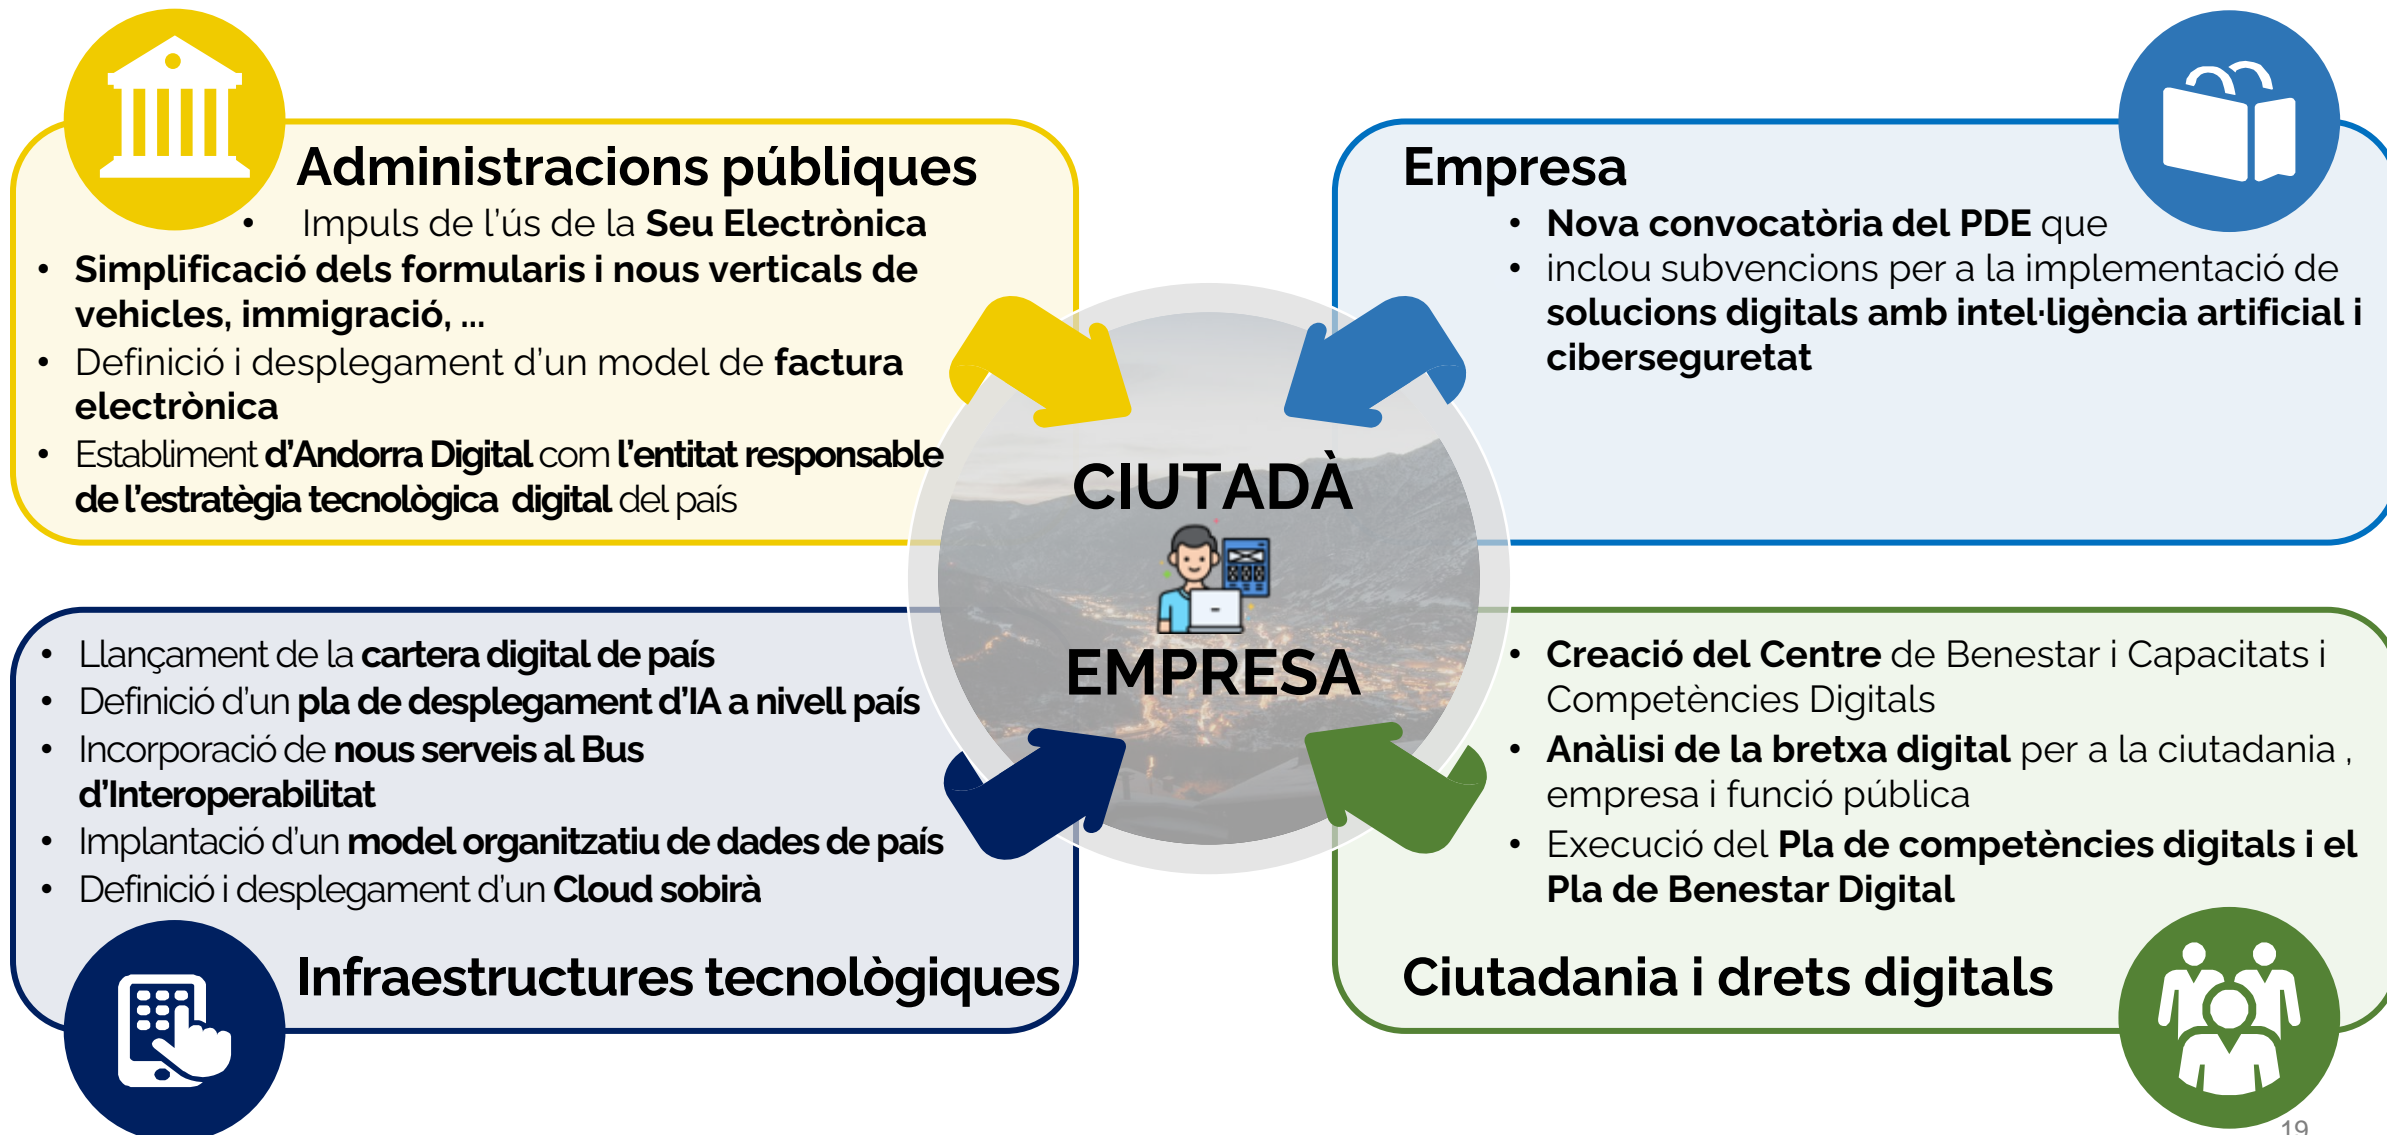 Administracions públiques
• Impuls de l’ús de la Seu Electrònica
• Simplificació dels formularis i nous verticals de
vehicles, immigració, ...
• Definició i desplegament d’un model de factura
electrònica
• Establiment d’Andorra Digital com l’entitat responsable
de l’estratègia tecnològica digital del país
Empresa
• Nova convocatòria del PDE que
• inclou subvencions per a la implementació de
solucions digitals amb intel·ligència artificial i
ciberseguretat
CIUTADÀ
EMPRESA
• Llançament de la cartera digital de país
• Definició d’un pla de desplegament d’IA a nivell país
• Incorporació de nous serveis al Bus
d’Interoperabilitat
• Implantació d’un model organitzatiu de dades de país
• Definició i desplegament d’un Cloud sobirà
Infraestructures tecnològiques
• Creació del Centre de Benestar i Capacitats i
Competències Digitals
• Anàlisi de la bretxa digital per a la ciutadania ,
empresa i funció pública
• Execució del Pla de competències digitals i el
Pla de Benestar Digital
Ciutadania i drets digitals
19